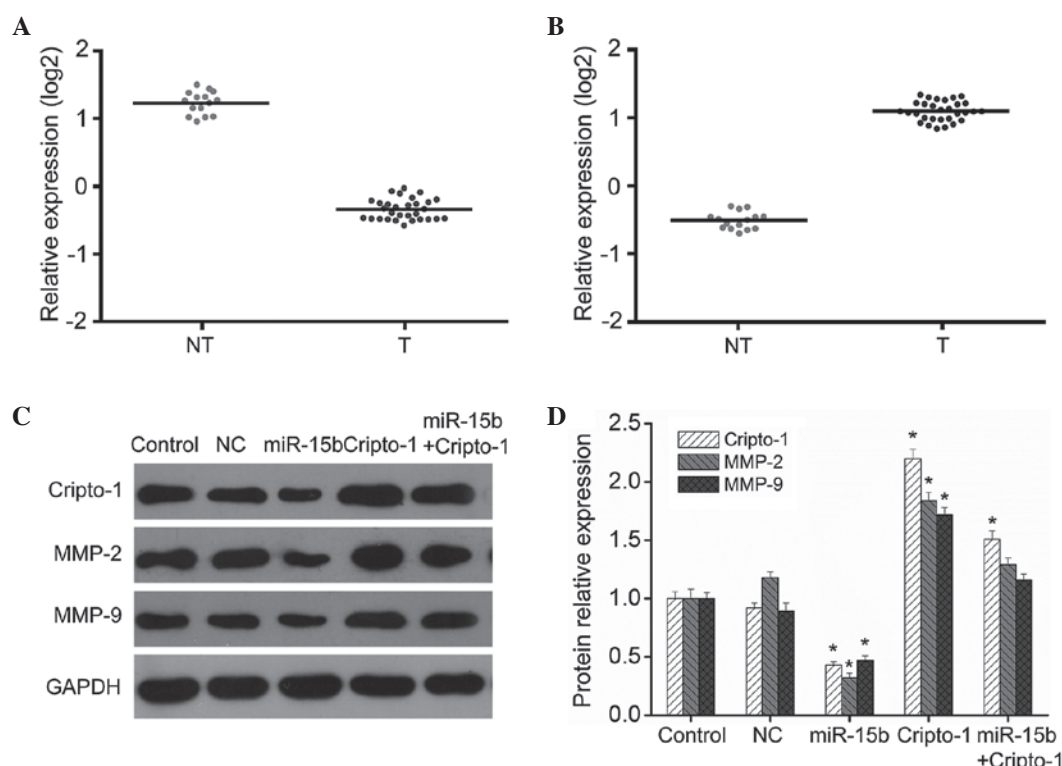 A
Relative expression (log2)
2
1
0
-1
-2
NT
T
B
Relative expression (log2)
2
1
0
-1
-2
NT
T
C
Control NC miR-15b Cripto-1 miR-15b
+Cripto-1
Cripto-1
MMP-2
MMP-9
GAPDH
D
Protein relative expression
2.5
2.0
1.5
1.0
0.5
0.0
Cripto-1
MMP-2
MMP-9
* * *
* * *
*
Control NC miR-15b Cripto-1 miR-15b
+Cripto-1